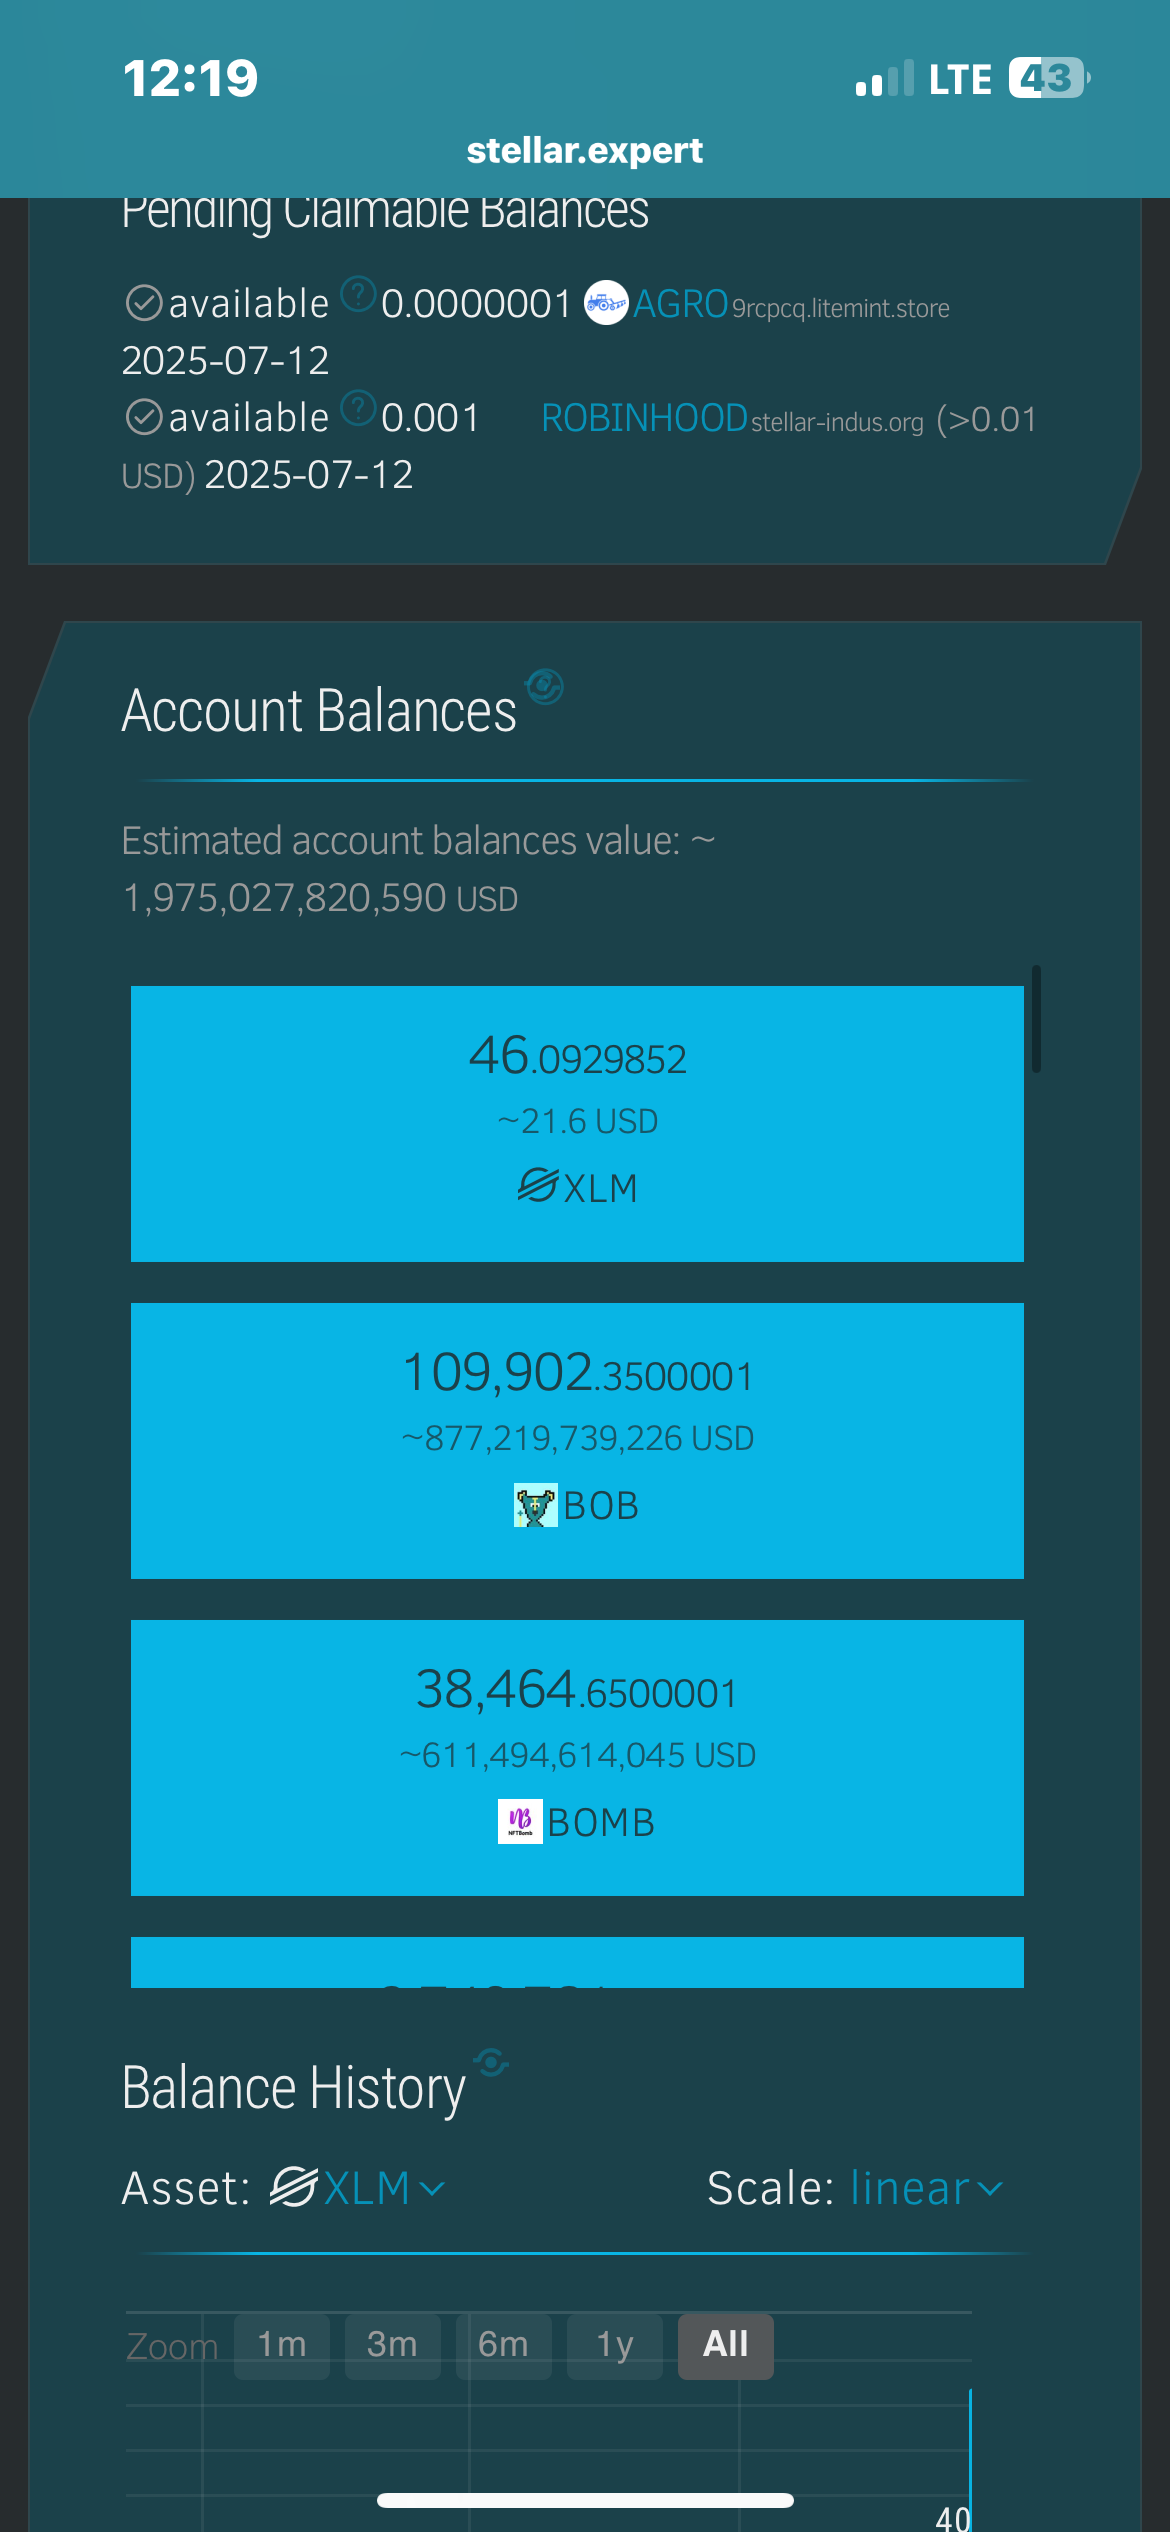 12:19 LTE 43
stellar.expert
Pending Claimable Balances
available ? 0.0000001 AGRO 9rcpcq.litemint.store
2025-07-12
available ? 0.001 ROBINHOOD stellar-indus.org (>0.01
USD) 2025-07-12
Account Balances
Estimated account balances value: ~
1,975,027,820,590 USD
46.0929852
~21.6 USD
XLM
109,902.3500001
~877,219,739,226 USD
BOB
38,464.6500001
~611,494,614,045 USD
NB
NFTBomb
BOMB
Balance History
Asset: XLM Scale: linear
Zoom 1m 3m 6m 1y All
40